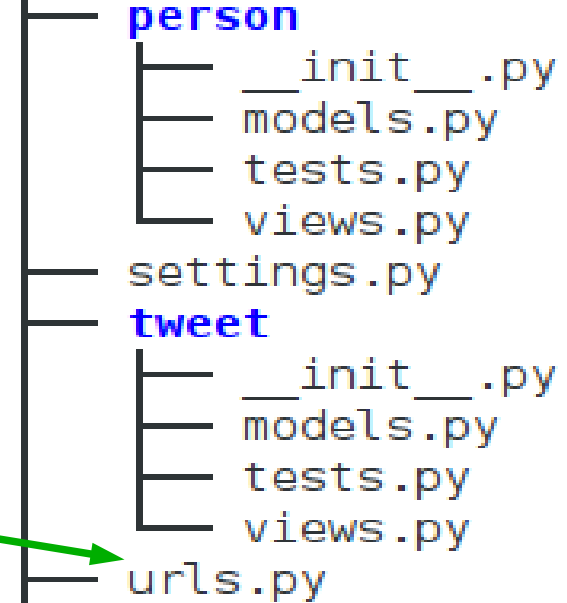 person
__init__.py
models.py
tests.py
views.py
settings.py
tweet
__init__.py
models.py
tests.py
views.py
urls.py